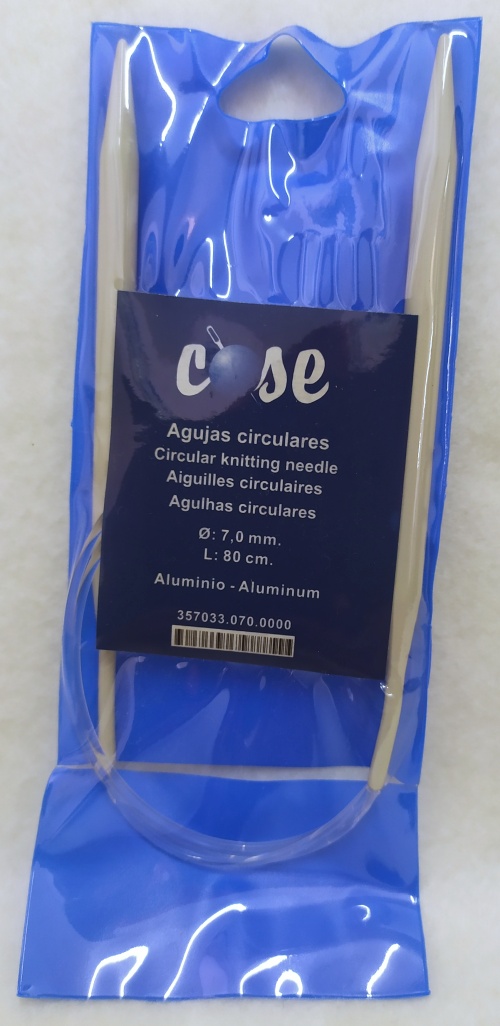 cose
Agujas circulares
Circular knitting needle
Aiguilles circulaires
Agulhas circulares
Ø: 7,0 mm.
L: 80 cm.
Aluminio - Aluminum
357033.070.0000